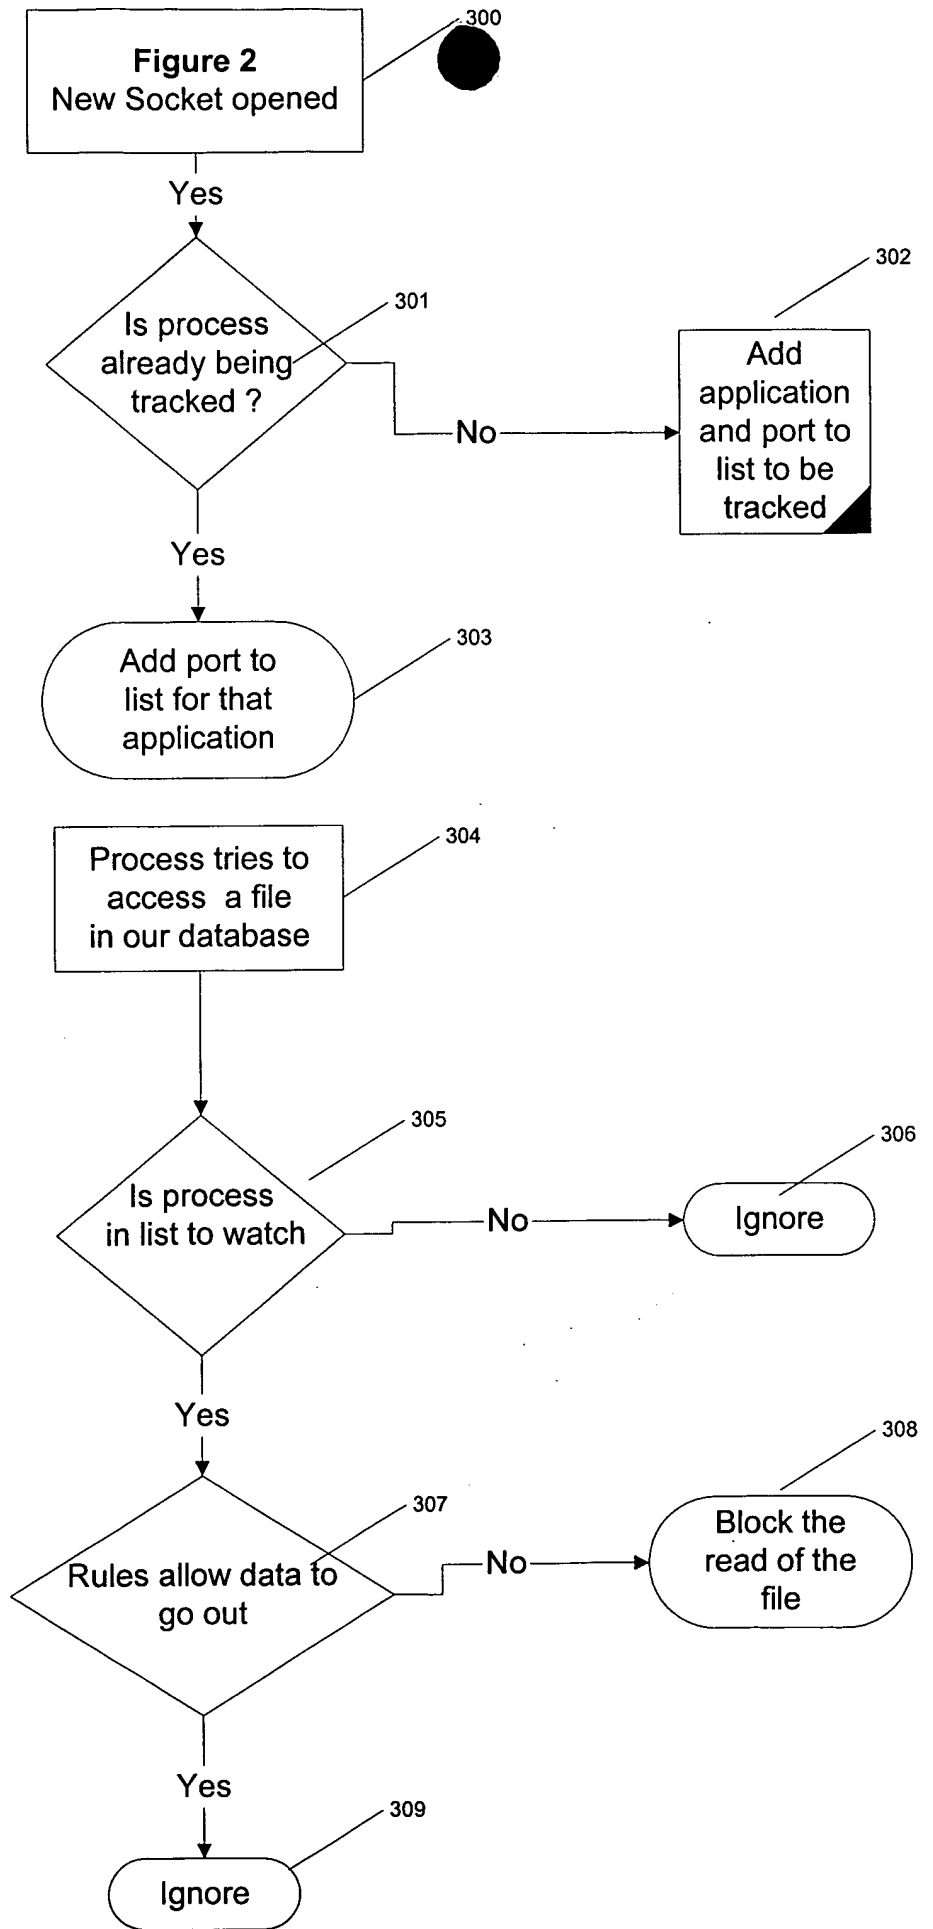 300
Figure 2
New Socket opened
Yes
302
301
Is process
already being
tracked ?
Add
application
and port to
list to be
tracked
No
Yes
303
Add port to
list for that
application
304
Process tries to
access a file
in our database
305
306
Is process
in list to watch
No
Ignore
Yes
308
307
Rules allow data to
go out
No
Block the
read of the
file
Yes
309
Ignore